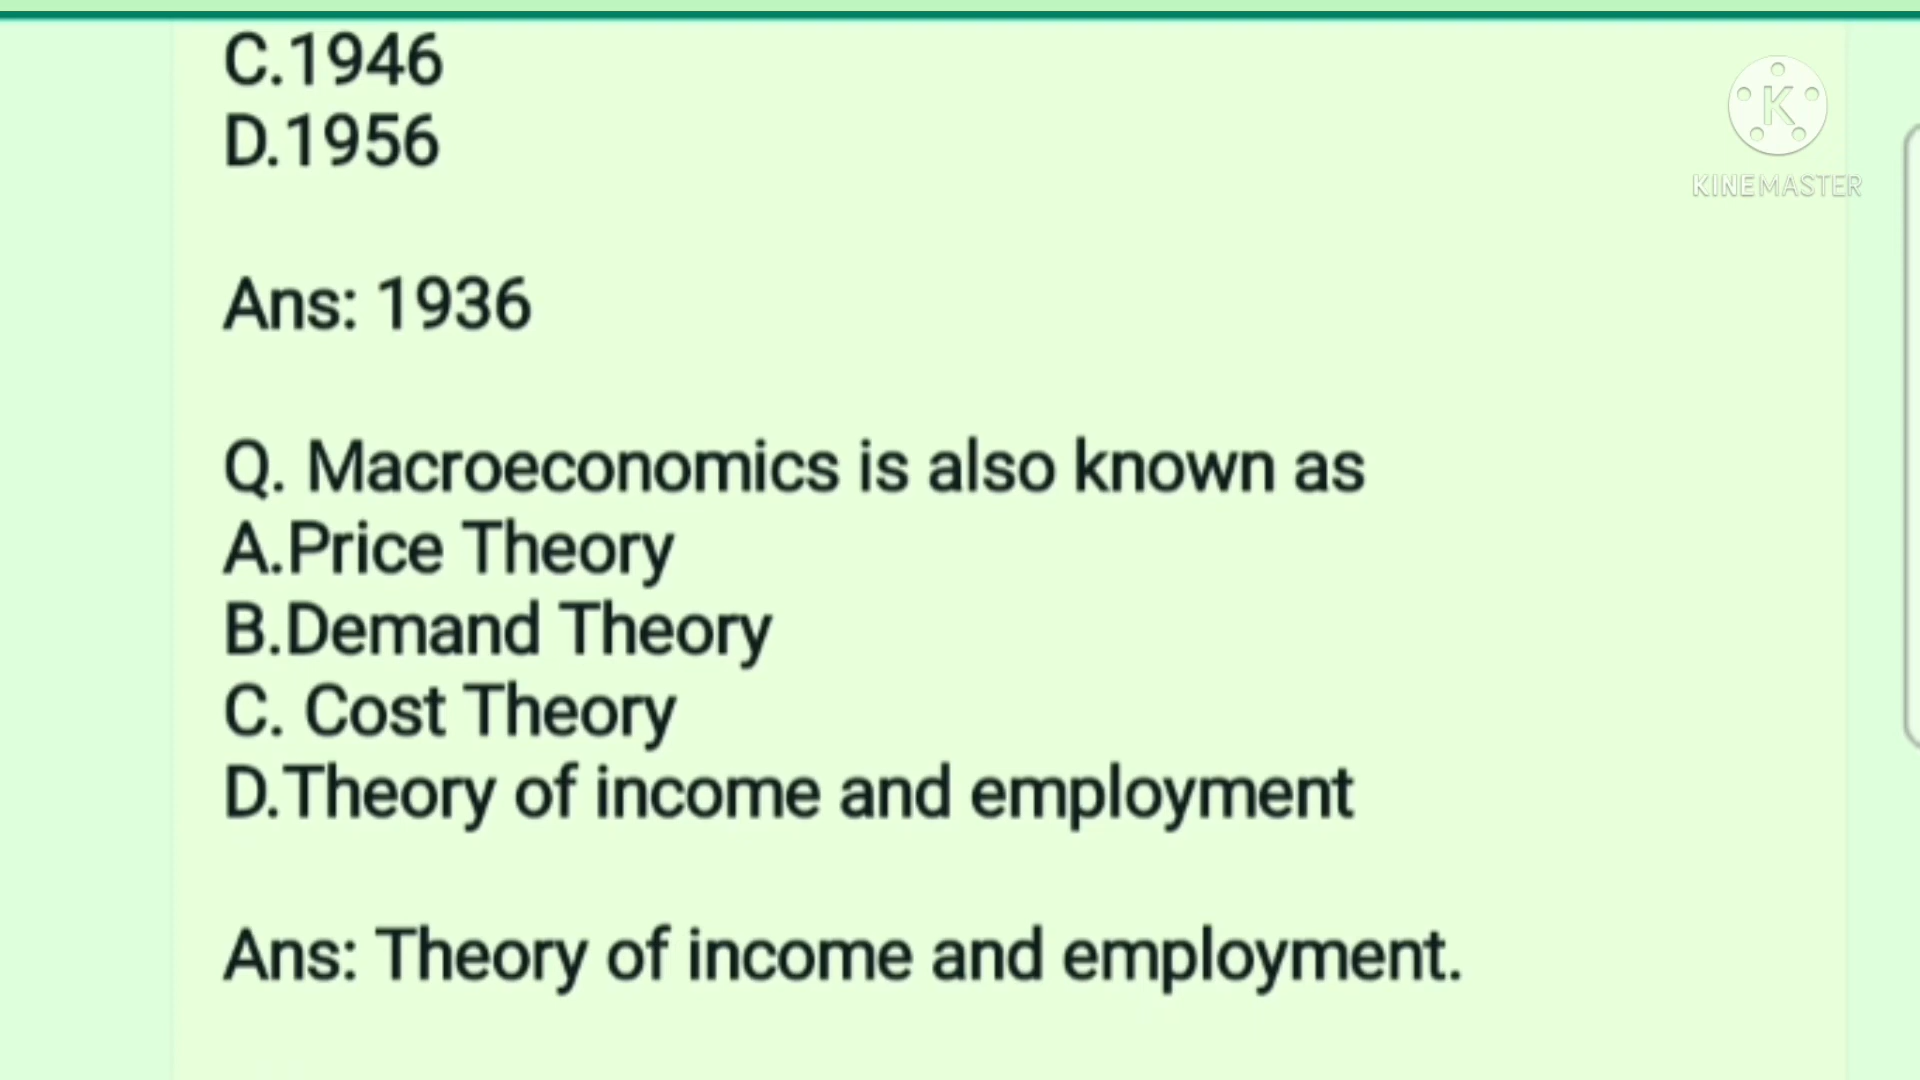 C.1946
D.1956
K
KINEMASTER
Ans: 1936
Q. Macroeconomics is also known as
A.Price Theory
B.Demand Theory
C. Cost Theory
D.Theory of income and employment
Ans: Theory of income and employment.